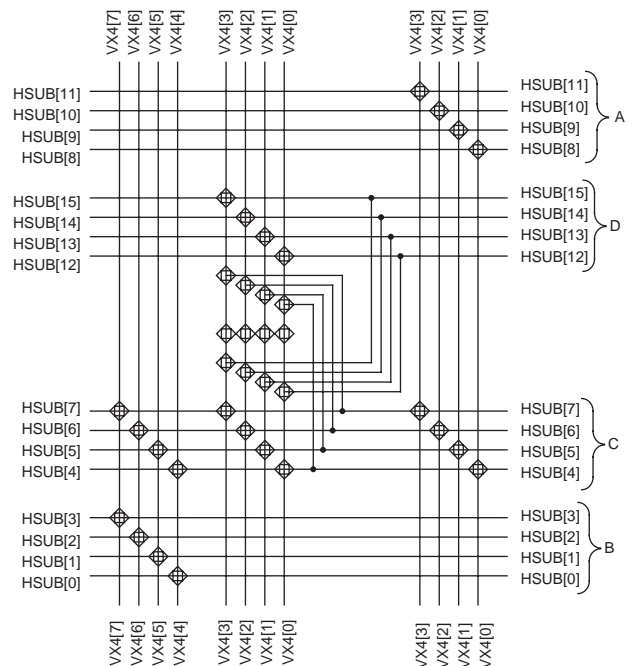 VX4[7] VX4[6] VX4[5] VX4[4] VX4[3] VX4[2] VX4[1] VX4[0] VX4[3] VX4[2] VX4[1] VX4[0]
HSUB[11] HSUB[11]
HSUB[10] HSUB[10] A
HSUB[9] HSUB[9]
HSUB[8] HSUB[8]
HSUB[15] HSUB[15]
HSUB[14] HSUB[14] D
HSUB[13] HSUB[13]
HSUB[12] HSUB[12]
HSUB[7] HSUB[7]
HSUB[6] HSUB[6] C
HSUB[5] HSUB[5]
HSUB[4] HSUB[4]
HSUB[3] HSUB[3]
HSUB[2] HSUB[2] B
HSUB[1] HSUB[1]
HSUB[0] HSUB[0]
VX4[7] VX4[6] VX4[5] VX4[4] VX4[3] VX4[2] VX4[1] VX4[0] VX4[3] VX4[2] VX4[1] VX4[0]